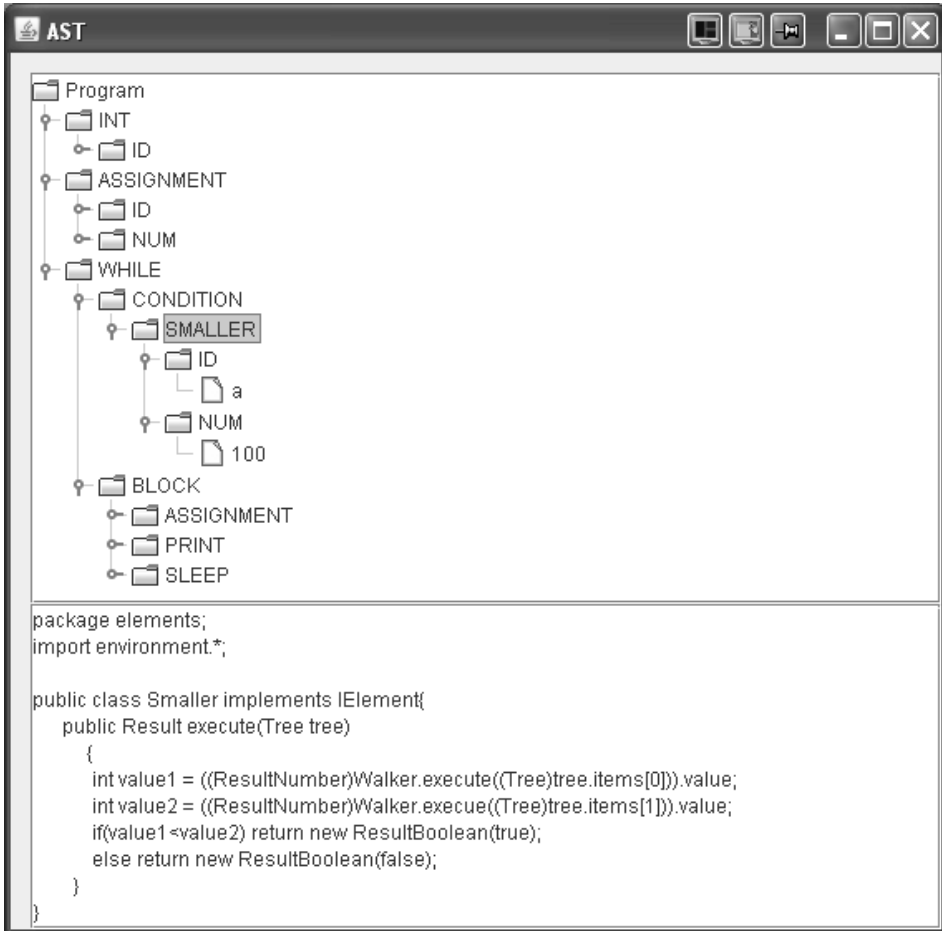 AST
Program
INT
ID
ASSIGNMENT
ID
NUM
WHILE
CONDITION
SMALLER
ID
a
NUM
100
BLOCK
ASSIGNMENT
PRINT
SLEEP
package elements;
import environment.*;
public class Smaller implements IElement{
public Result execute(Tree tree)
{
int value1 = ((ResultNumber)Walker.execute((Tree)tree.items[0])).value;
int value2 = ((ResultNumber)Walker.execue((Tree)tree.items[1])).value;
if(value1<value2) return new ResultBoolean(true);
else return new ResultBoolean(false);
}
}